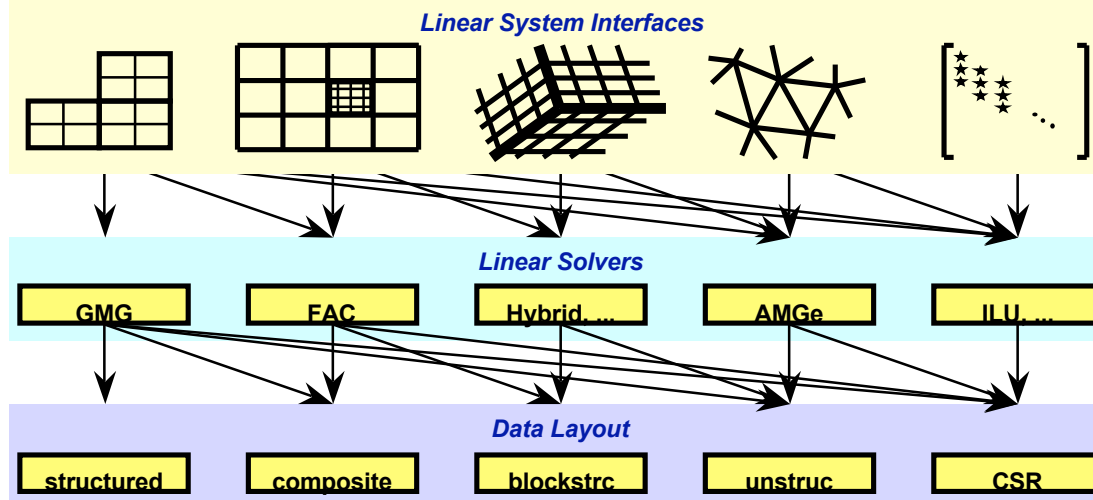 Linear System Interfaces
Linear Solvers
GMG FAC Hybrid, ... AMGe ILU, ...
Data Layout
structured composite blockstrc unstruc CSR